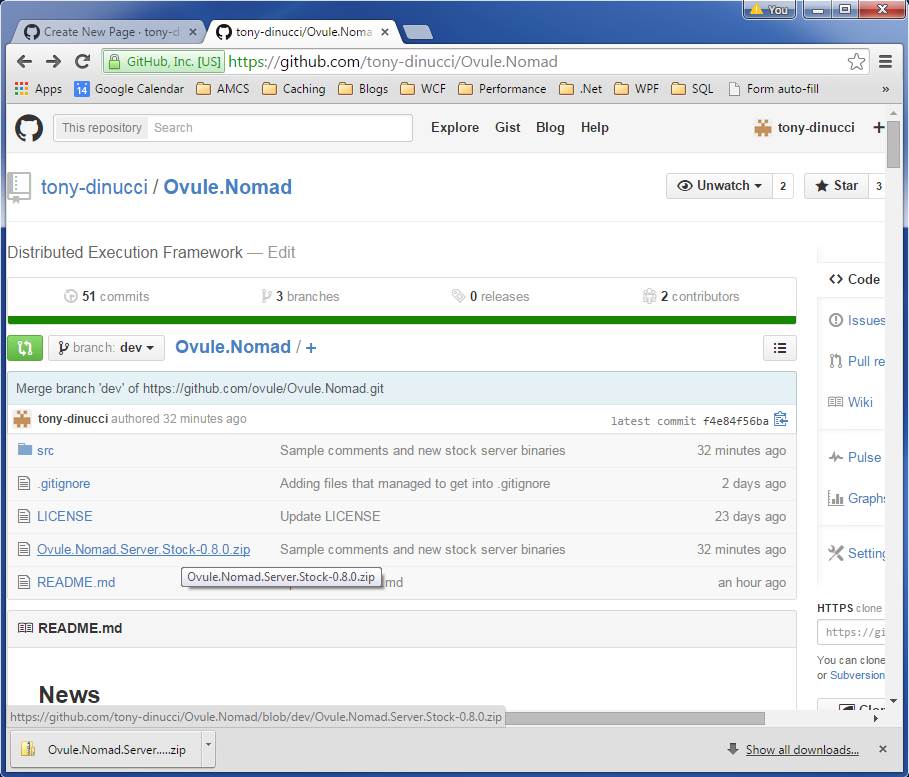 You
Create New Page · tony-d
tony-dinucci/Ovule.Noma
GitHub, Inc. [US] https://github.com/tony-dinucci/Ovule.Nomad
Apps 14 Google Calendar AMCS Caching Blogs WCF Performance .Net WPF SQL Form auto-fill »
This repository Search Explore Gist Blog Help tony-dinucci +
tony-dinucci / Ovule.Nomad Unwatch 2 Star 3
Distributed Execution Framework — Edit
51 commits 3 branches 0 releases 2 contributors
branch: dev Ovule.Nomad / +
Merge branch 'dev' of https://github.com/ovule/Ovule.Nomad.git
tony-dinucci authored 32 minutes ago latest commit f4e84f56ba
src Sample comments and new stock server binaries 32 minutes ago
.gitignore Adding files that managed to get into .gitignore 2 days ago
LICENSE Update LICENSE 23 days ago
Ovule.Nomad.Server.Stock-0.8.0.zip Sample comments and new stock server binaries 32 minutes ago
README.md md an hour ago
Ovule.Nomad.Server.Stock-0.8.0.zip
README.md
News
Code
Issues
Pull re
Wiki
Pulse
Graphs
Setting
HTTPS clone
https://gi
You can clone
or Subversion
https://github.com/tony-dinucci/Ovule.Nomad/blob/dev/Ovule.Nomad.Server.Stock-0.8.0.zip
Ovule.Nomad.Server.....zip Show all downloads...